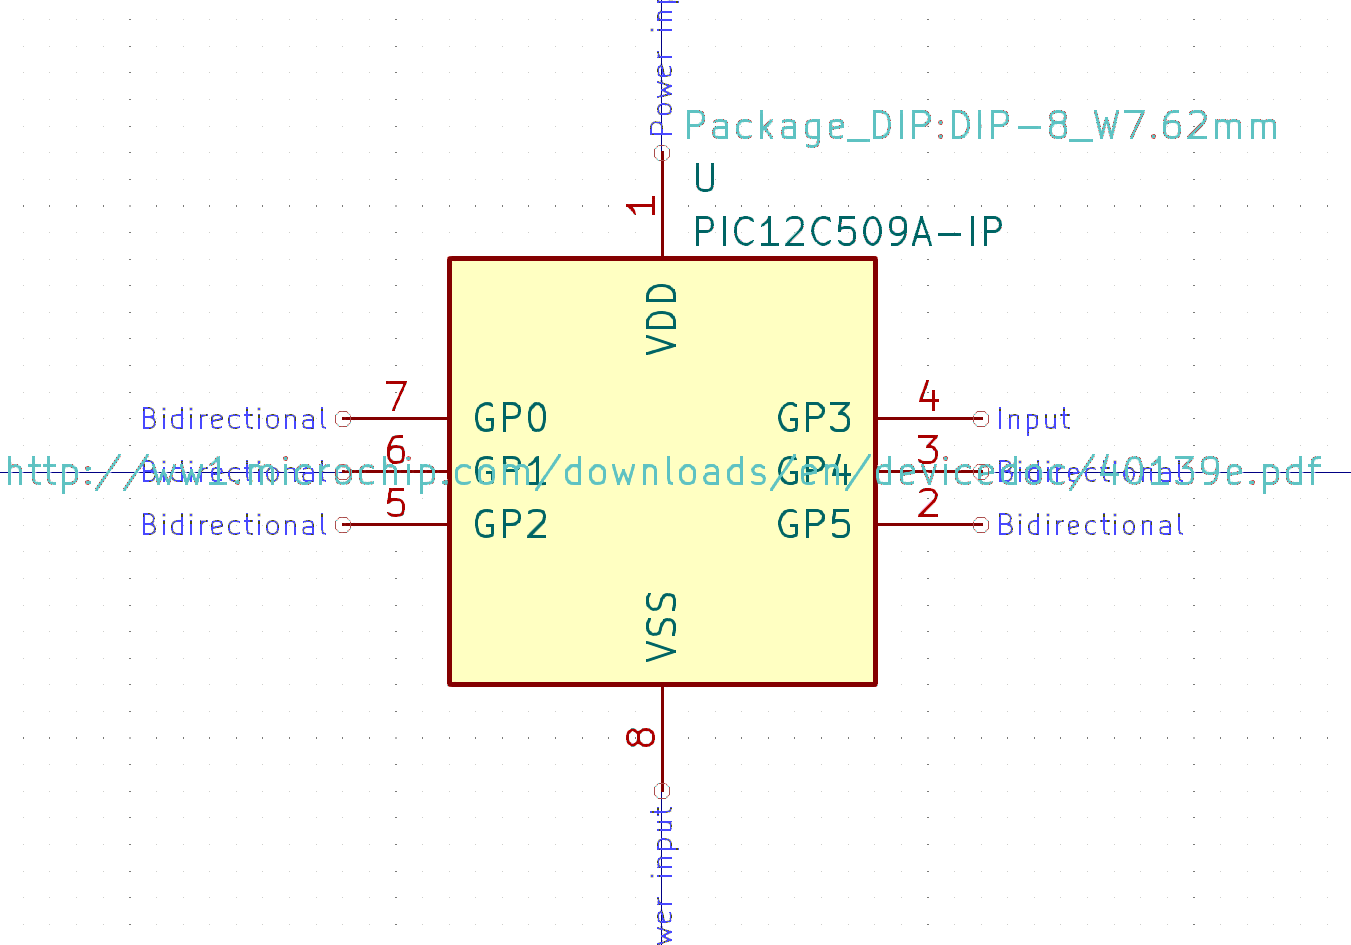 Power inp
Package_DIP:DIP-8_W7.62mm
U
1
PIC12C509A-IP
VDD
7
4
Bidirectional
GP0
GP3
Input
6
3
Bidirectional
GP1
GP4
Bidirectional
http://ww1.microchip.com/downloads/en/devicedoc/40139e.pdf
5
2
Bidirectional
GP2
GP5
Bidirectional
VSS
8
wer input